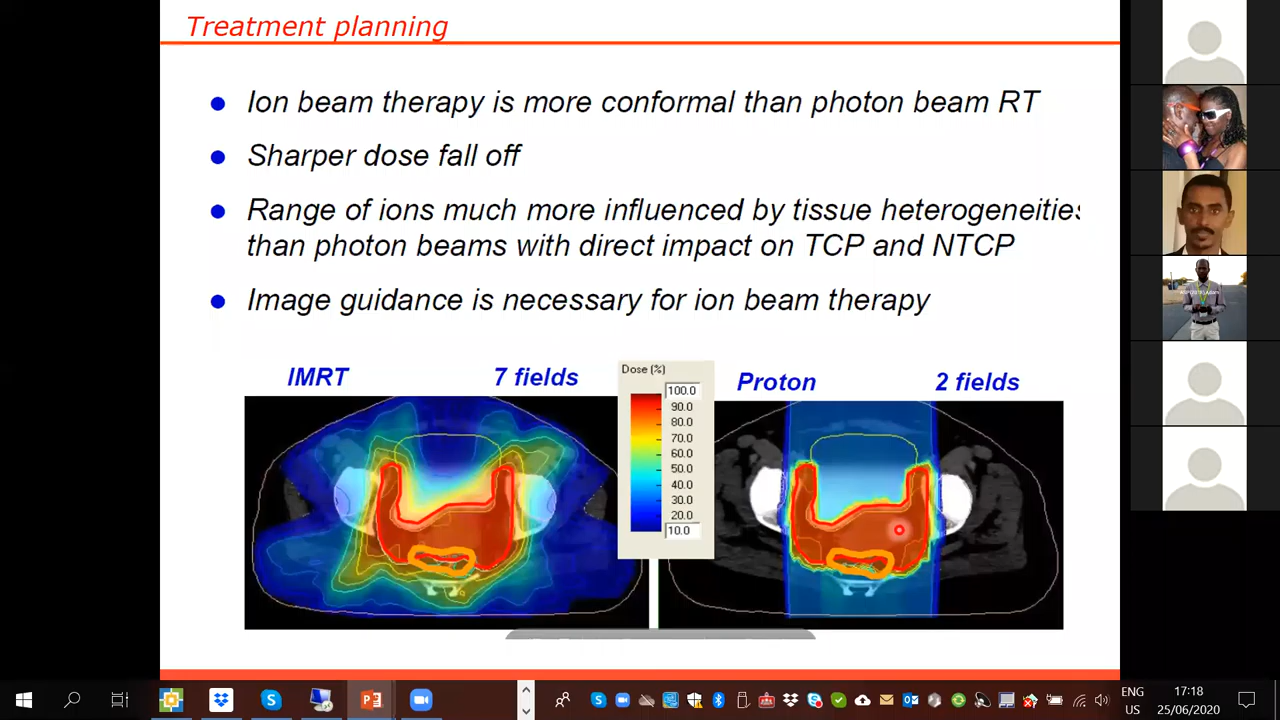 Treatment planning
Ion beam therapy is more conformal than photon beam RT
Sharper dose fall off
Range of ions much more influenced by tissue heterogeneities
than photon beams with direct impact on TCP and NTCP
Image guidance is necessary for ion beam therapy
IMRT
7 fields
Dose (%)
100.0
90.0
80.0
70.0
60.0
50.0
40.0
30.0
20.0
10.0
Proton
2 fields
ENG
US
17:18
25/06/2020